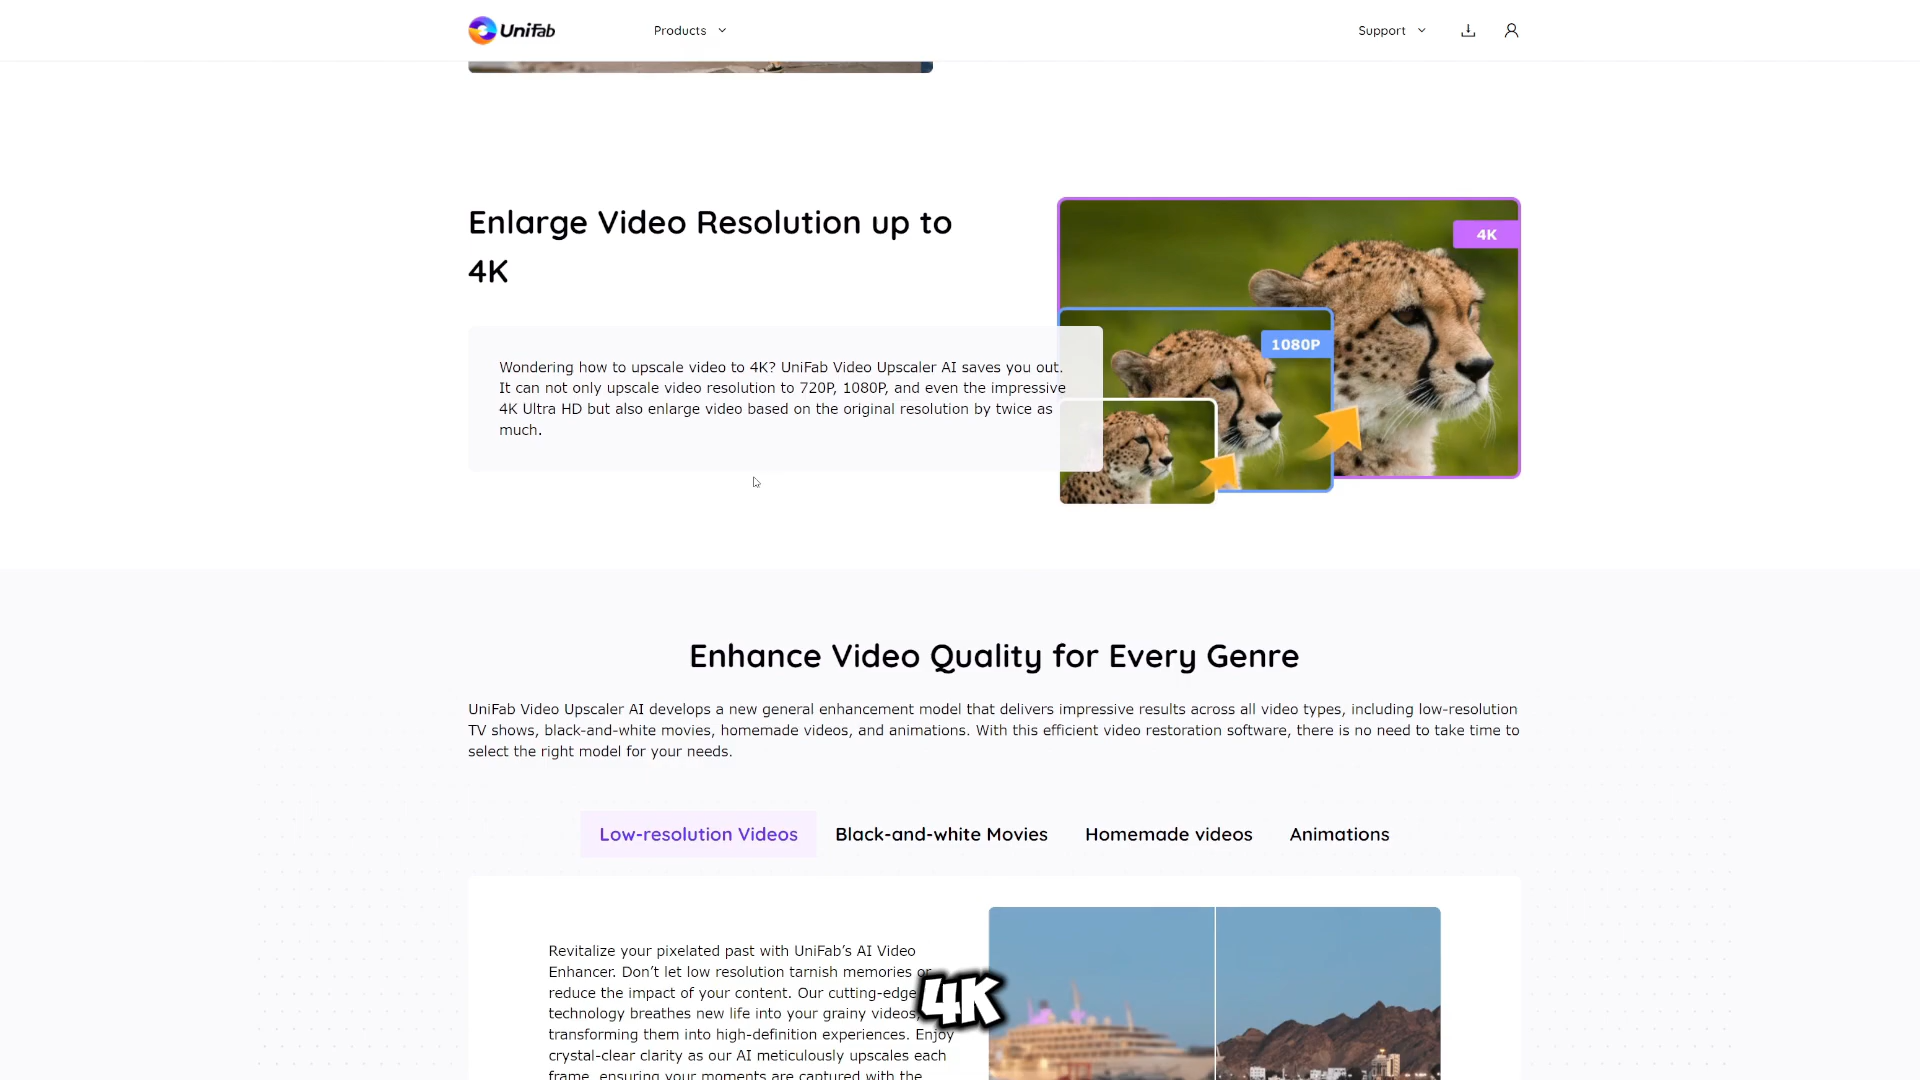 UniFab
Products
Support
Enlarge Video Resolution up to
4K
4K
1080P
Wondering how to upscale video to 4K? UniFab Video Upscaler AI saves you out.
It can not only upscale video resolution to 720P, 1080P, and even the impressive
4K Ultra HD but also enlarge video based on the original resolution by twice as
much.
Enhance Video Quality for Every Genre
UniFab Video Upscaler AI develops a new general enhancement model that delivers impressive results across all video types, including low-resolution
TV shows, black-and-white movies, homemade videos, and animations. With this efficient video restoration software, there is no need to take time to
select the right model for your needs.
Low-resolution Videos
Black-and-white Movies
Homemade videos
Animations
Revitalize your pixelated past with UniFab’s AI Video
Enhancer. Don’t let low resolution tarnish memories or
reduce the impact of your content. Our cutting-edge
technology breathes new life into your grainy videos,
transforming them into high-definition experiences. Enjoy
crystal-clear clarity as our AI meticulously upscales each
frame, ensuring your moments are captured with the
4K